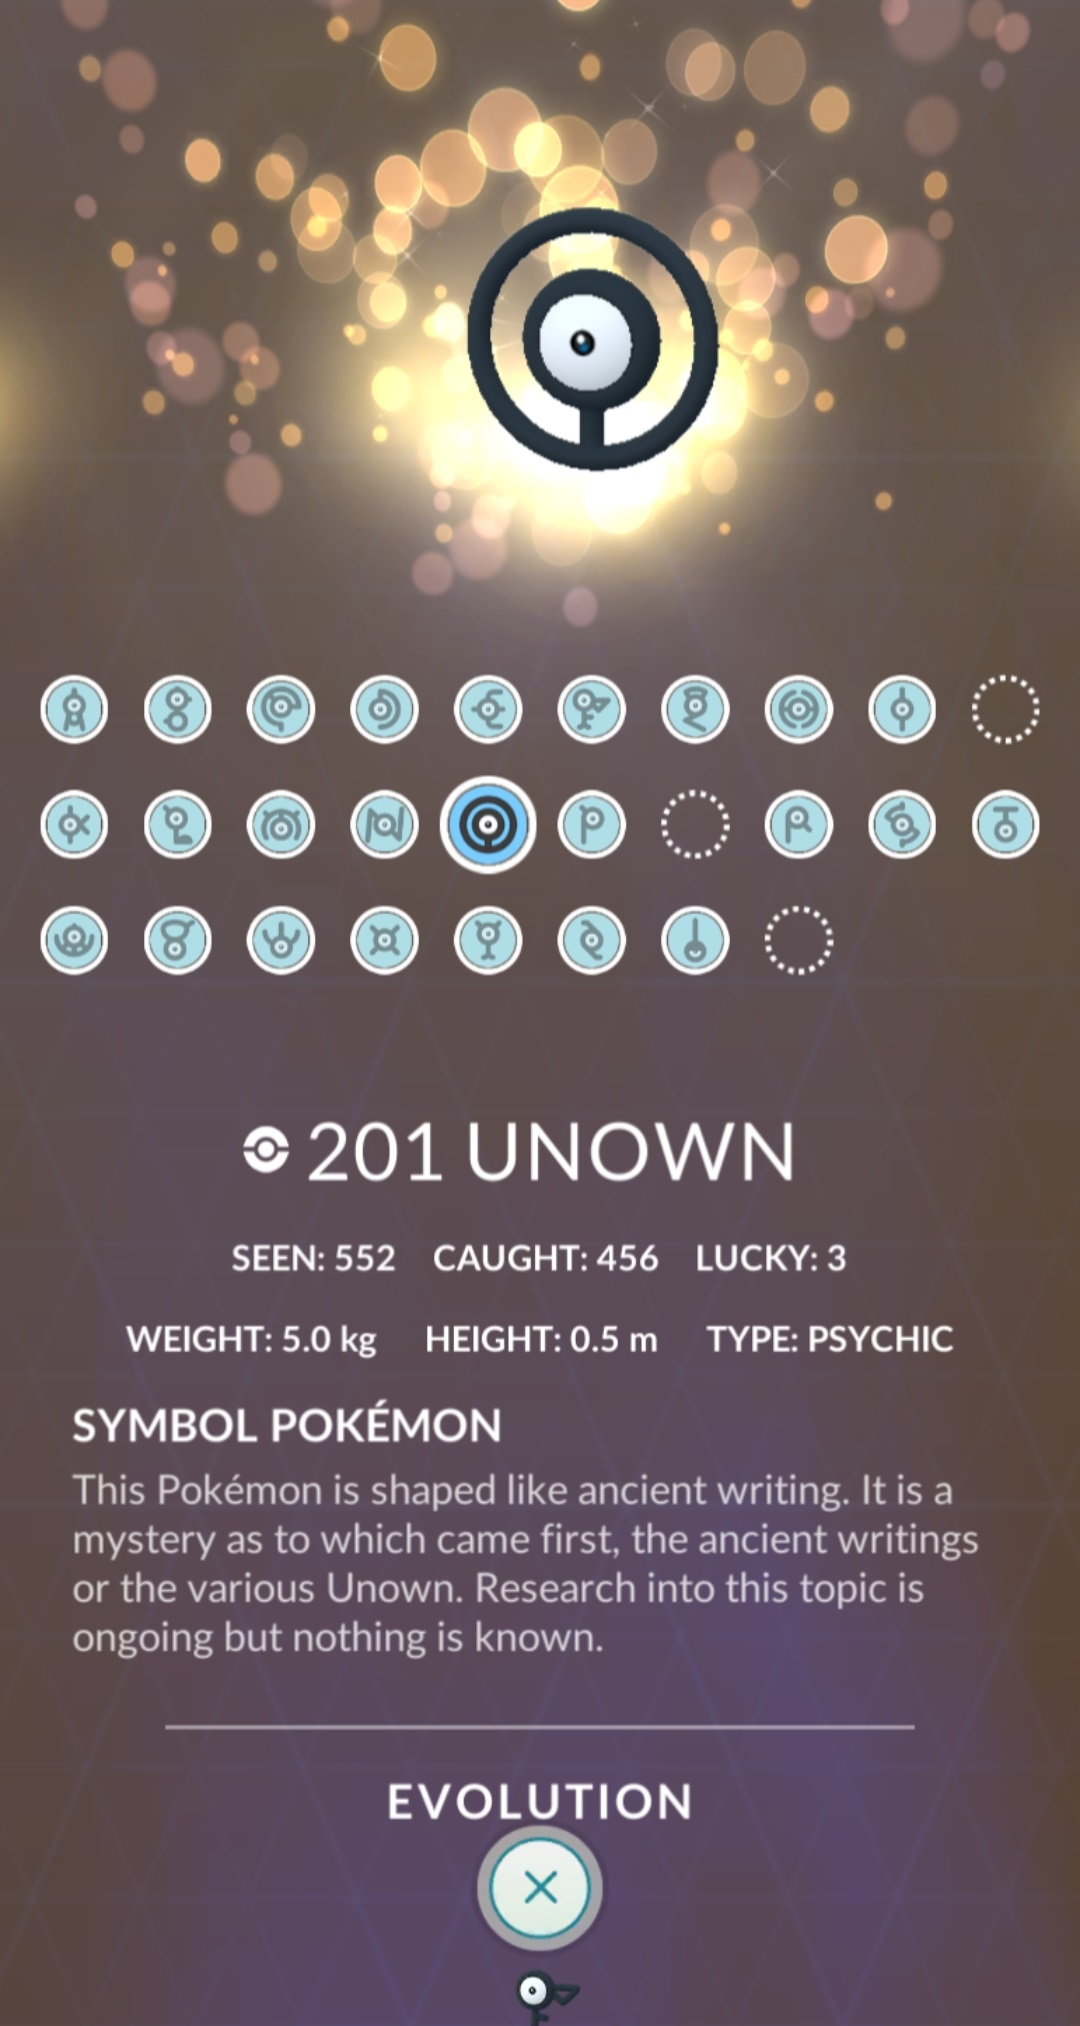 201 UNOWN
SEEN: 552 CAUGHT: 456 LUCKY: 3
WEIGHT: 5.0 kg HEIGHT: 0.5 m TYPE: PSYCHIC
SYMBOL POKÉMON
This Pokémon is shaped like ancient writing. It is a
mystery as to which came first, the ancient writings
or the various Unown. Research into this topic is
ongoing but nothing is known.
EVOLUTION